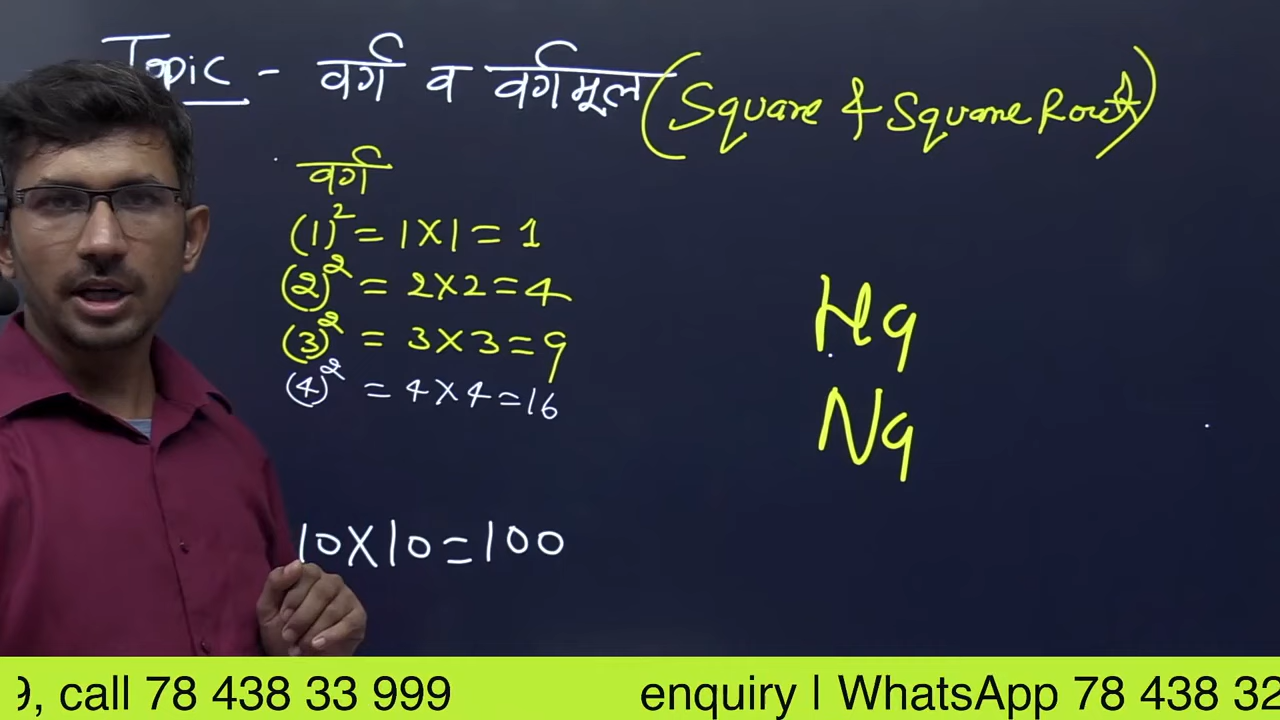 Topic - वर्ग व वर्गमूल (Square & Square Root)
वर्ग
(1)² = 1×1 = 1
(2)² = 2×2 = 4
(3)² = 3×3 = 9
(4)² = 4×4 = 16
10×10 = 100
Hq
Nq
9, call 78 438 33 999 enquiry | WhatsApp 78 438 32